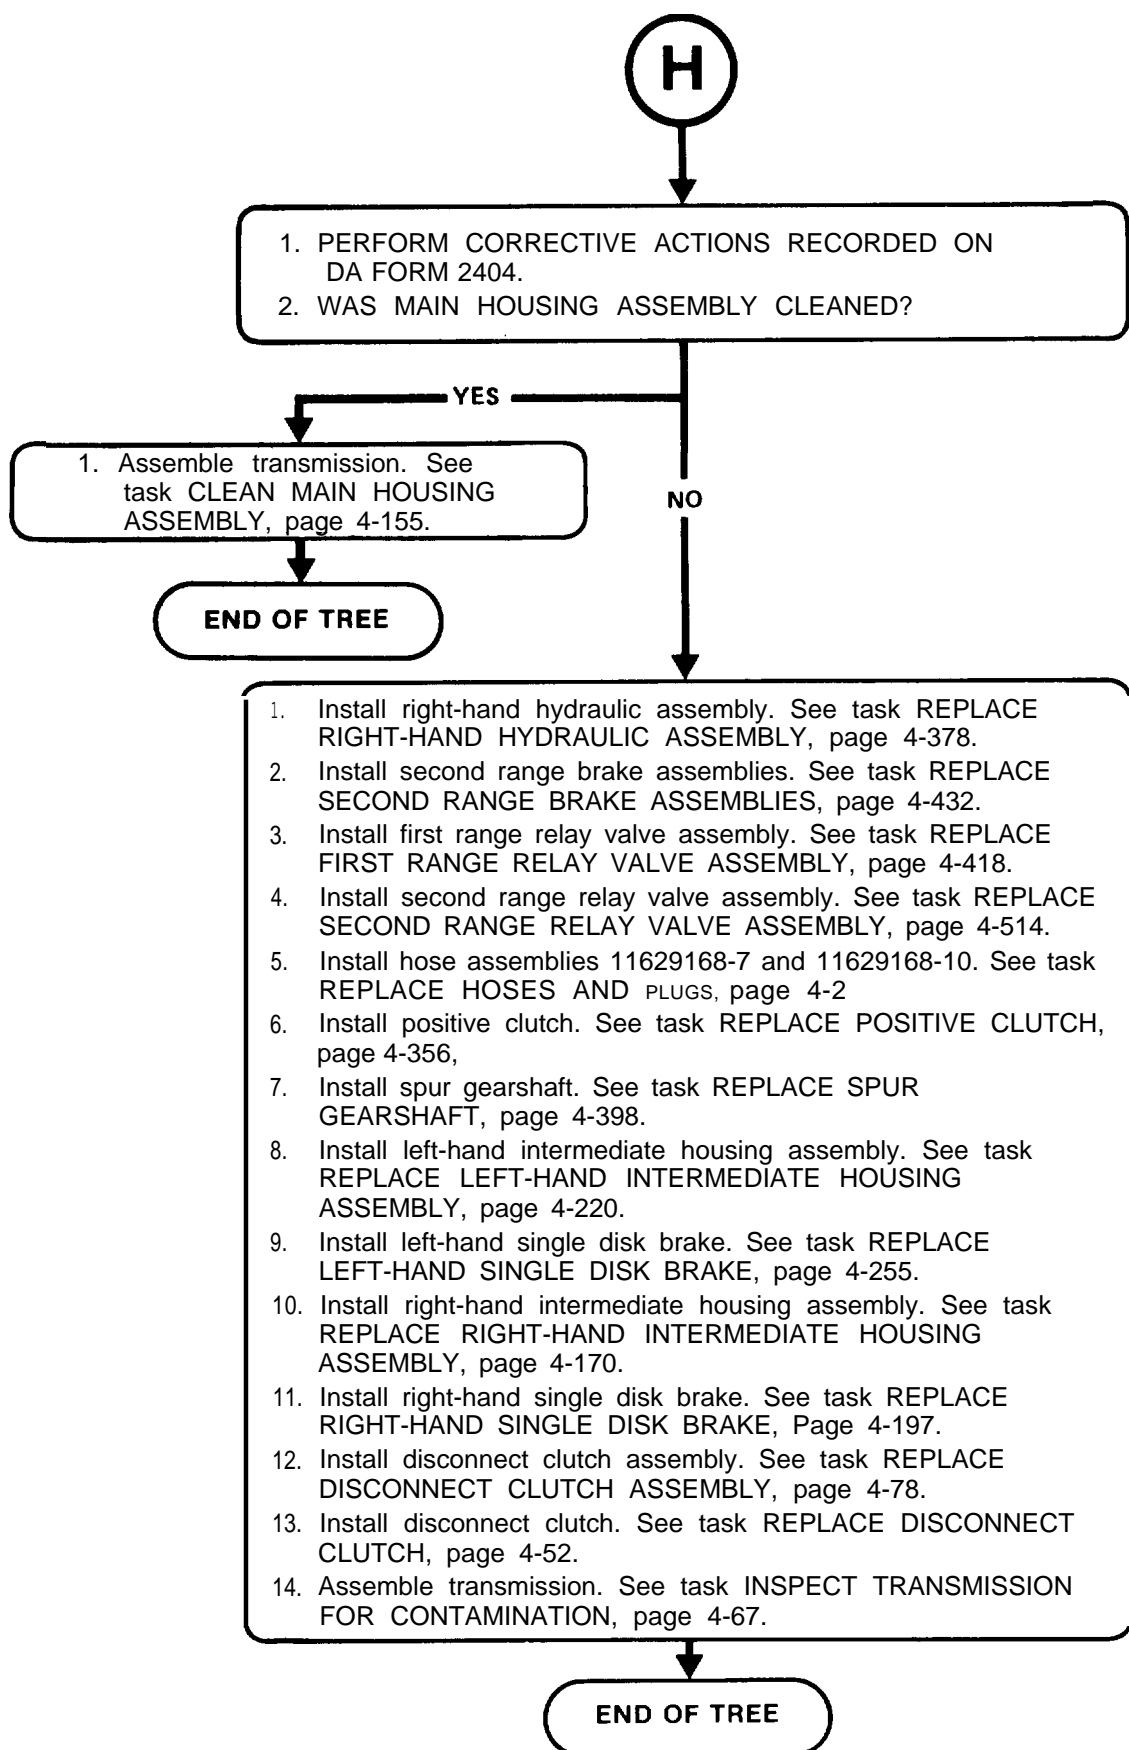 H
1. PERFORM CORRECTIVE ACTIONS RECORDED ON
DA FORM 2404.
2. WAS MAIN HOUSING ASSEMBLY CLEANED?
YES
1. Assemble transmission. See
task CLEAN MAIN HOUSING
ASSEMBLY, page 4-155.
NO
END OF TREE
1. Install right-hand hydraulic assembly. See task REPLACE
RIGHT-HAND HYDRAULIC ASSEMBLY, page 4-378.
2. Install second range brake assemblies. See task REPLACE
SECOND RANGE BRAKE ASSEMBLIES, page 4-432.
3. Install first range relay valve assembly. See task REPLACE
FIRST RANGE RELAY VALVE ASSEMBLY, page 4-418.
4. Install second range relay valve assembly. See task REPLACE
SECOND RANGE RELAY VALVE ASSEMBLY, page 4-514.
5. Install hose assemblies 11629168-7 and 11629168-10. See task
REPLACE HOSES AND PLUGS, page 4-2
6. Install positive clutch. See task REPLACE POSITIVE CLUTCH,
page 4-356,
7. Install spur gearshaft. See task REPLACE SPUR
GEARSHAFT, page 4-398.
8. Install left-hand intermediate housing assembly. See task
REPLACE LEFT-HAND INTERMEDIATE HOUSING
ASSEMBLY, page 4-220.
9. Install left-hand single disk brake. See task REPLACE
LEFT-HAND SINGLE DISK BRAKE, page 4-255.
10. Install right-hand intermediate housing assembly. See task
REPLACE RIGHT-HAND INTERMEDIATE HOUSING
ASSEMBLY, page 4-170.
11. Install right-hand single disk brake. See task REPLACE
RIGHT-HAND SINGLE DISK BRAKE, Page 4-197.
12. Install disconnect clutch assembly. See task REPLACE
DISCONNECT CLUTCH ASSEMBLY, page 4-78.
13. Install disconnect clutch. See task REPLACE DISCONNECT
CLUTCH, page 4-52.
14. Assemble transmission. See task INSPECT TRANSMISSION
FOR CONTAMINATION, page 4-67.
END OF TREE